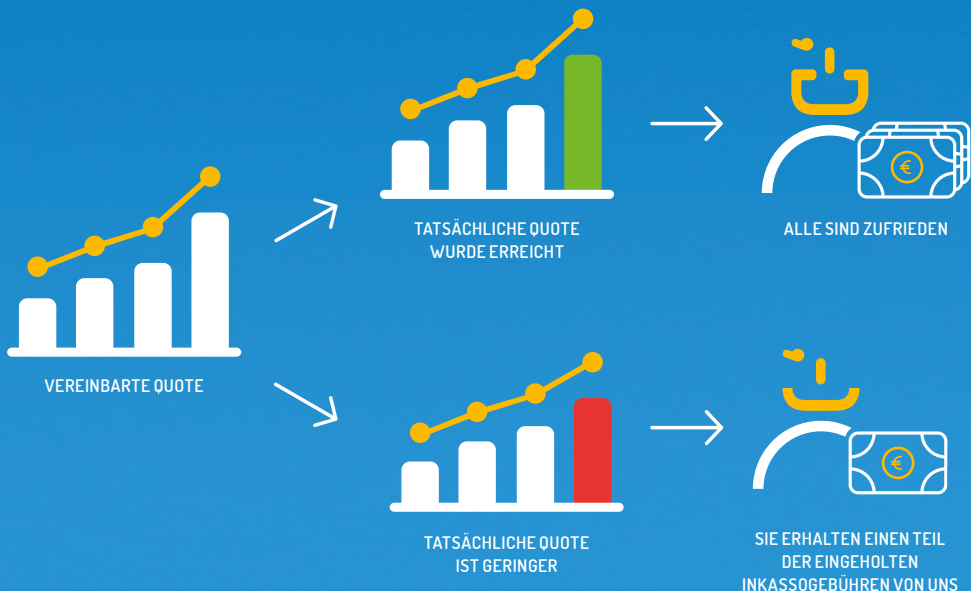 VEREINBARTE QUOTE
TATSÄCHLICHE QUOTE
WURDE ERREICHT
€
ALLE SIND ZUFRIEDEN
TATSÄCHLICHE QUOTE
IST GERINGER
€
SIE ERHALTEN EINEN TEIL
DER EINGEHOLTEN
INKASSOGEBÜHREN VON UNS